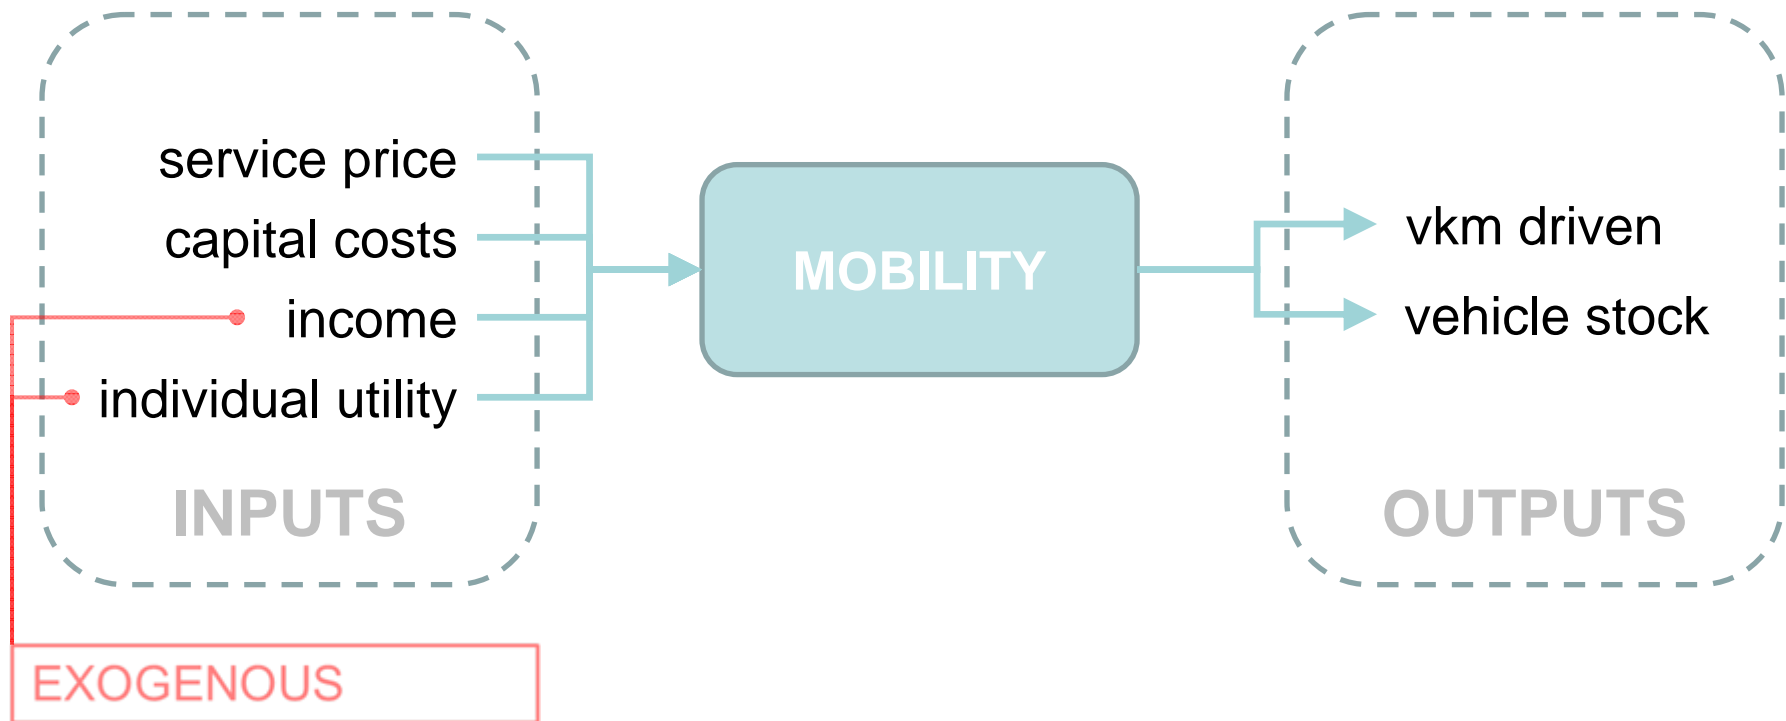 service price
capital costs
income
individual utility
INPUTS
EXOGENOUS
MOBILITY
vkm driven
vehicle stock
OUTPUTS